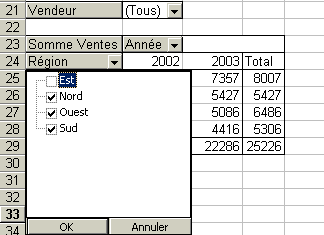 21 Vendeur (Tous)
22
23 Somme Ventes Année
24 Région 2002 2003 Total
25 Est 7357 8007
26 Nord 5427 5427
27 Ouest 5086 6486
28 Sud 4416 5306
29 22286 25226
30
31
32
33
34 OK Annuler